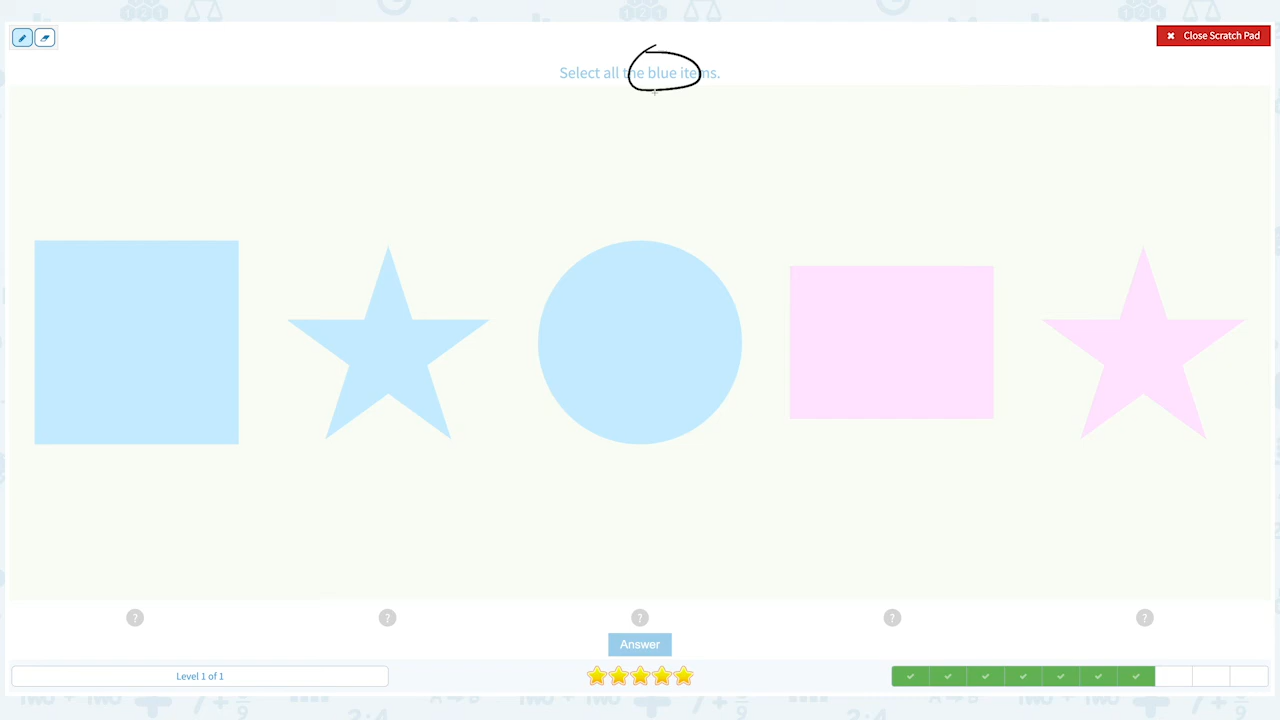 Close Scratch Pad
Select all the blue items.
? ? ? ? ?
Answer
Level 1 of 1